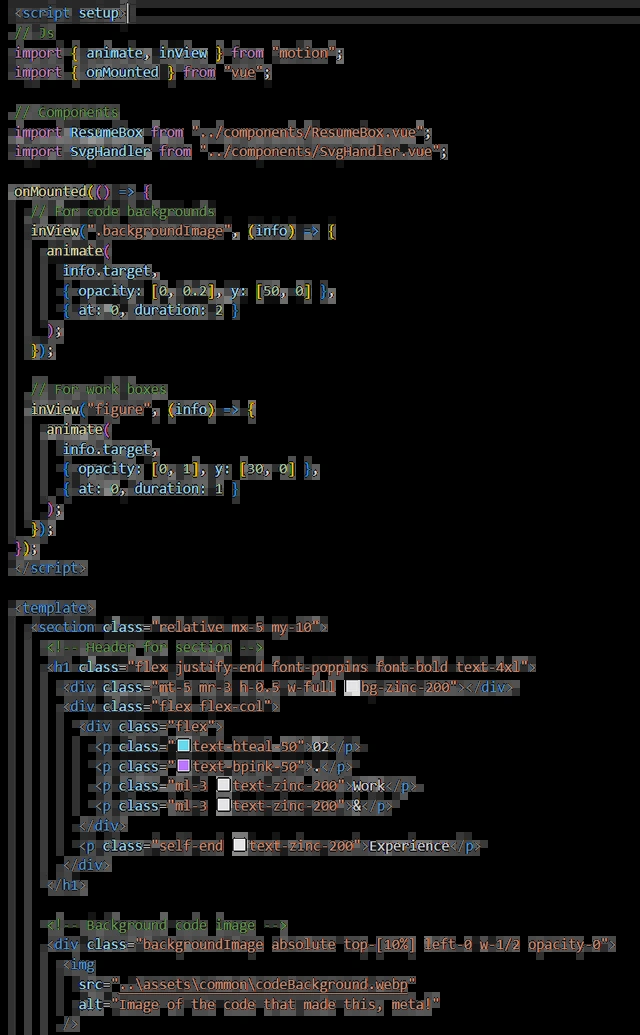 <script setup>
// Js
import { animate, inView } from "motion";
import { onMounted } from "vue";
// Components
import ResumeBox from "../components/ResumeBox.vue";
import SvgHandler from "../components/SvgHandler.vue";
onMounted(() => {
// For code backgrounds
inView(".backgroundImage", (info) => {
animate(
info.target,
{ opacity: [0, 0.2], y: [50, 0] },
{ at: 0, duration: 2 }
);
});
// For work boxes
inView("figure", (info) => {
animate(
info.target,
{ opacity: [0, 1], y: [30, 0] },
{ at: 0, duration: 1 }
);
});
});
</script>
<template>
<section class="relative mx-5 my-10">
<!-- Header for section -->
<h1 class="flex justify-end font-poppins font-bold text-4xl">
<div class="mt-5 mr-3 h-0.5 w-full bg-zinc-200"></div>
<div class="flex flex-col">
<div class="flex">
<p class="text-bteal-50">02</p>
<p class="text-bpink-50">.</p>
<p class="ml-3 text-zinc-200">Work</p>
<p class="ml-3 text-zinc-200">&</p>
</div>
<p class="self-end text-zinc-200">Experience</p>
</div>
</h1>
<!-- Background code image -->
<div class="backgroundImage absolute top-[10%] left-0 w-1/2 opacity-0">
<img
src="..\assets\common\codeBackground.webp"
alt="Image of the code that made this, meta!"
/>